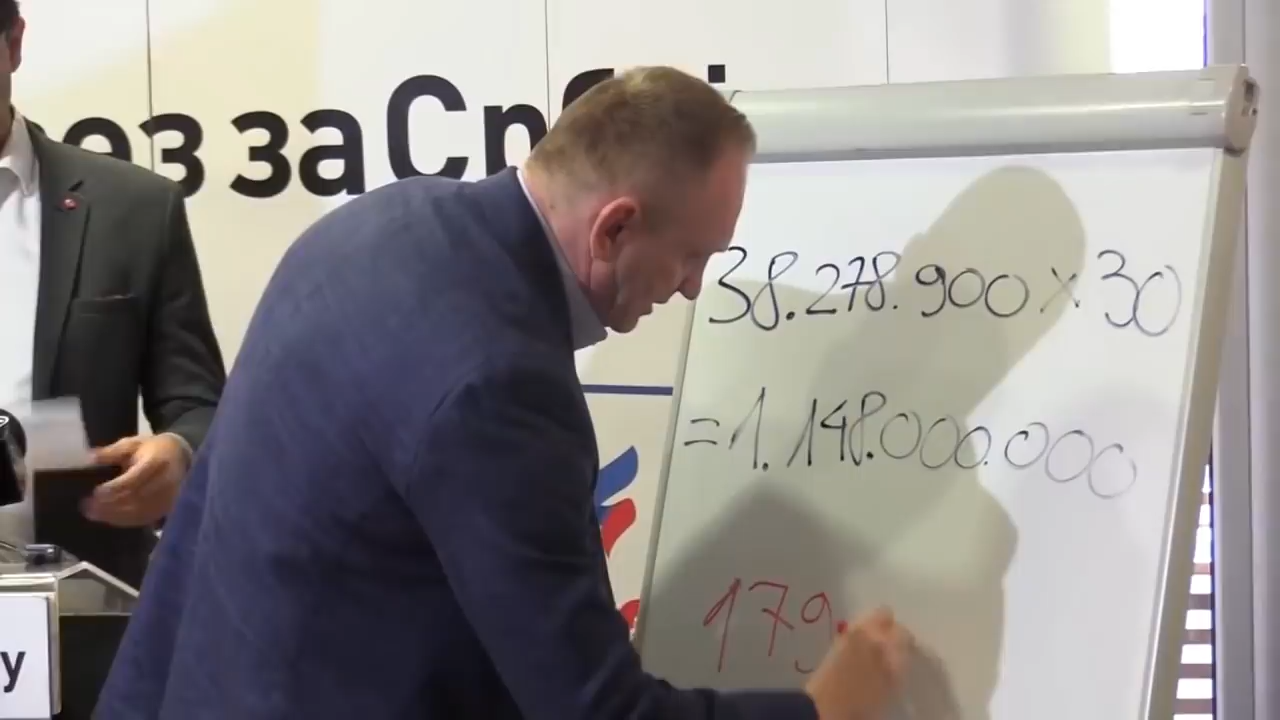 ез за Ср
38.278.900 x 30
=1.148.000.000
179.
у